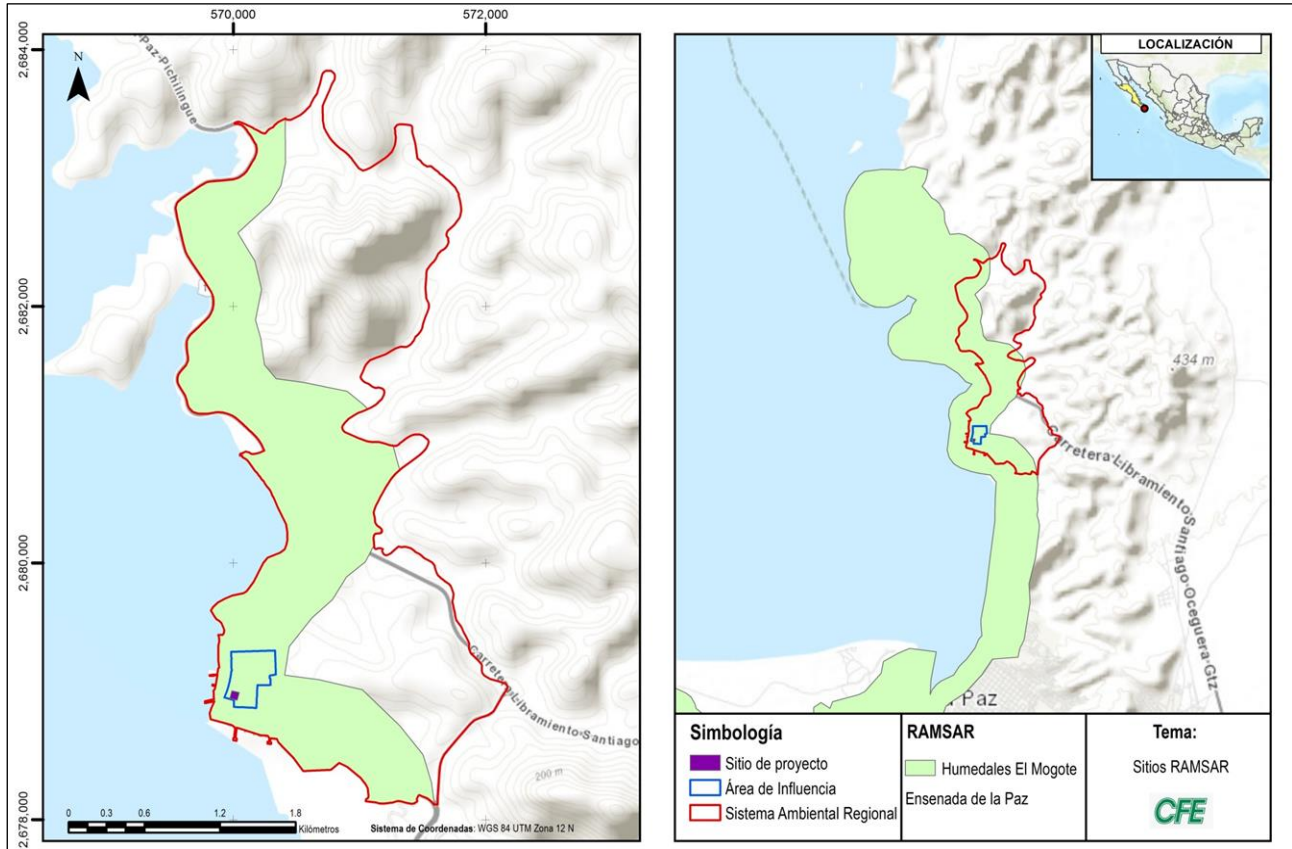 570,000
572,000
2,684,000
2,682,000
2,680,000
2,678,000
N
Paz-Pichilingue
Carretera-Libramiento-Santiago
200 m
0 0.3 0.6 1.2 1.8
Kilómetros
Sistema de Coordenadas: WGS 84 UTM Zona 12 N
LOCALIZACIÓN
434 m
Carretera-Libramiento-Santiago-Oceguera-Gtz
Paz
Simbología
Sitio de proyecto
Área de Influencia
Sistema Ambiental Regional
RAMSAR
Humedales El Mogote
Ensenada de la Paz
Tema:
Sitios RAMSAR
CFE